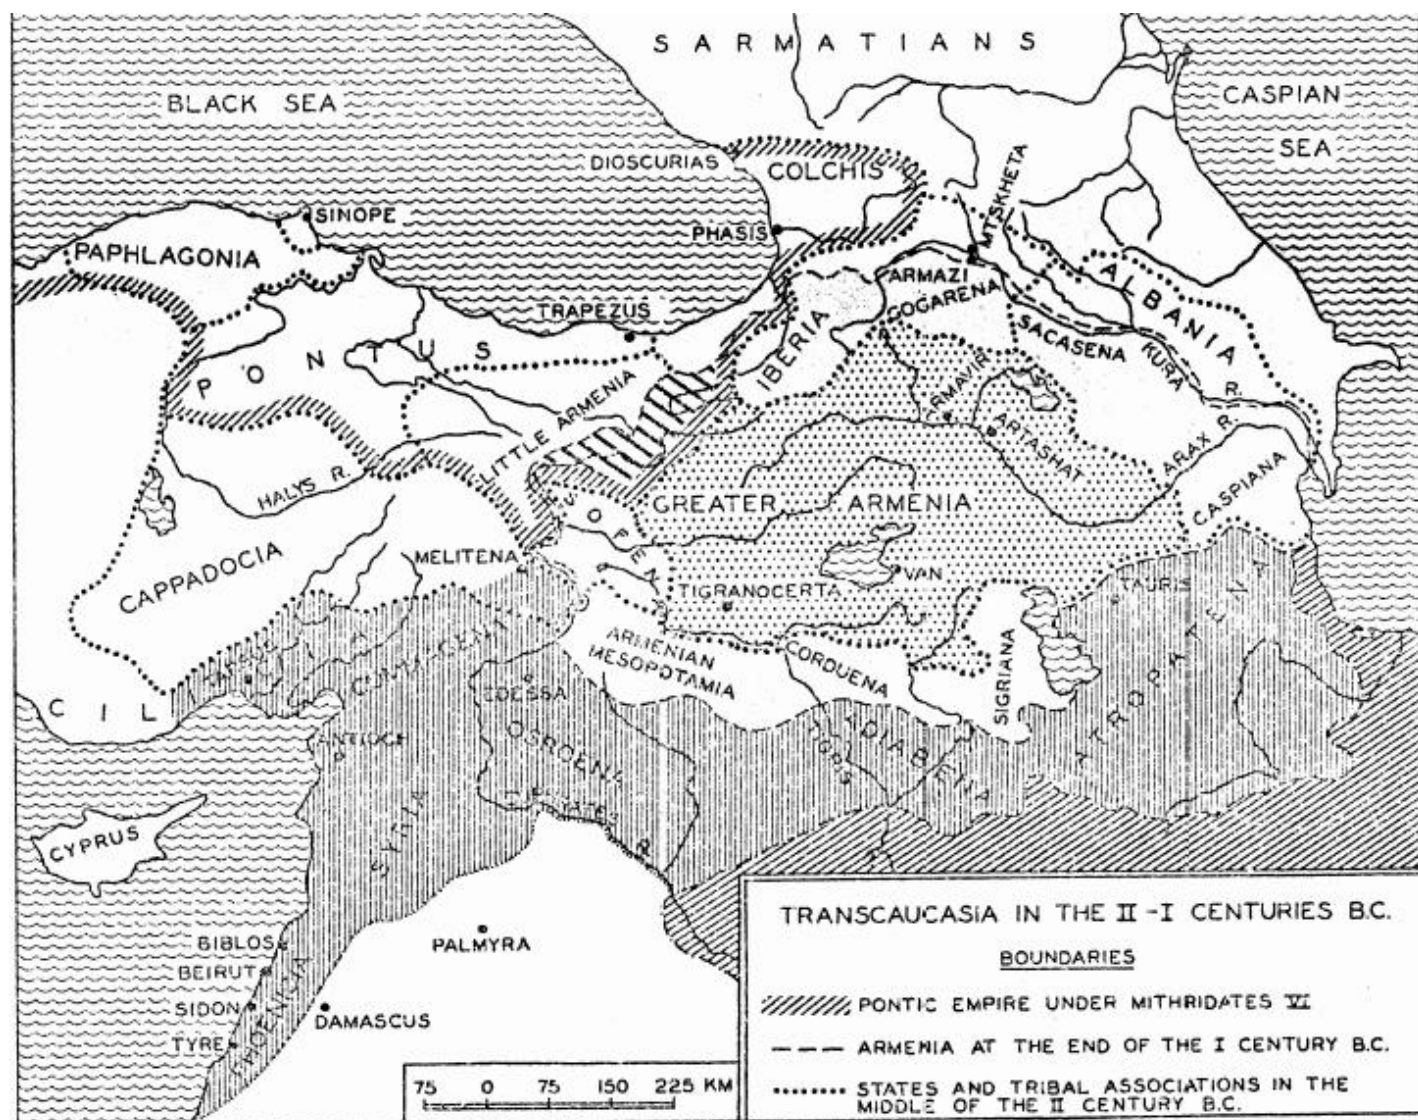 SARMATIANS
BLACK SEA
CASPIAN
SEA
DIOSCURIAS
COLCHIS
MTSKHETA
SINOPE
PHASIS
PAPHLAGONIA
ARMAZI
GOGARENA
ALBANIA
TRAPEZUS
IBERIA
SACASENA
KURA R.
PONTUS
LITTLE ARMENIA
ARMAVIR
ARTASHAT
ARAX R.
HALYS R.
GREATER ARMENIA
CASPIANA
CAPPADOCIA
MELITENA
VAN
TIGRANOCERTA
TAURIS
ARMENIAN
MESOPOTAMIA
CORDUENA
SIGRIANA
ATROPATENA
CIL
EDESSA
OSROENA
ADIABENA
CYPRUS
SYRIA
BIBLOS
PALMYRA
BEIRUT
SIDON
DAMASCUS
TYRE
TRANSCAUCASIA IN THE II - I CENTURIES B.C.
BOUNDARIES
PONTIC EMPIRE UNDER MITHRIDATES VI
ARMENIA AT THE END OF THE I CENTURY B.C.
STATES AND TRIBAL ASSOCIATIONS IN THE
MIDDLE OF THE II CENTURY B.C.
75 0 75 150 225 KM